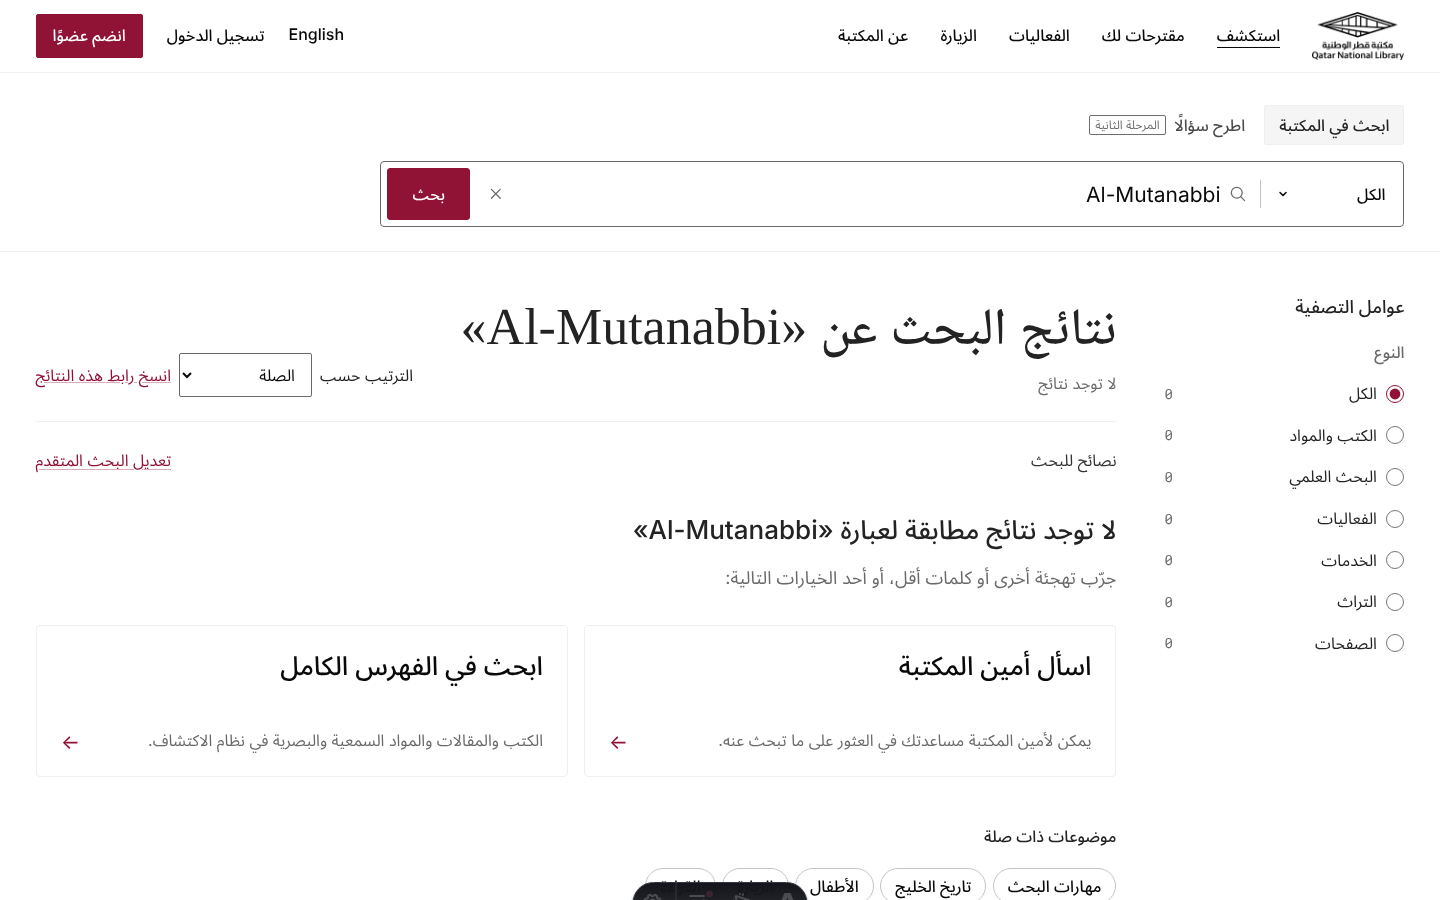 مكتبة قطر الوطنية
Qatar National Library
استكشف
مقترحات لك
الفعاليات
الزيارة
عن المكتبة
English
تسجيل الدخول
انضم عضوًا
ابحث في المكتبة
اطرح سؤالًا
المرحلة الثانية
الكل
Al-Mutanabbi
بحث
عوامل التصفية
النوع
الكل 0
الكتب والمواد 0
البحث العلمي 0
الفعاليات 0
الخدمات 0
التراث 0
الصفحات 0
نتائج البحث عن «Al-Mutanabbi»
لا توجد نتائج
الترتيب حسب
الصلة
انسخ رابط هذه النتائج
نصائح للبحث
تعديل البحث المتقدم
لا توجد نتائج مطابقة لعبارة «Al-Mutanabbi»
جرّب تهجئة أخرى أو كلمات أقل، أو أحد الخيارات التالية:
اسأل أمين المكتبة
يمكن لأمين المكتبة مساعدتك في العثور على ما تبحث عنه.
ابحث في الفهرس الكامل
الكتب والمقالات والمواد السمعية والبصرية في نظام الاكتشاف.
موضوعات ذات صلة
مهارات البحث
تاريخ الخليج
الأطفال